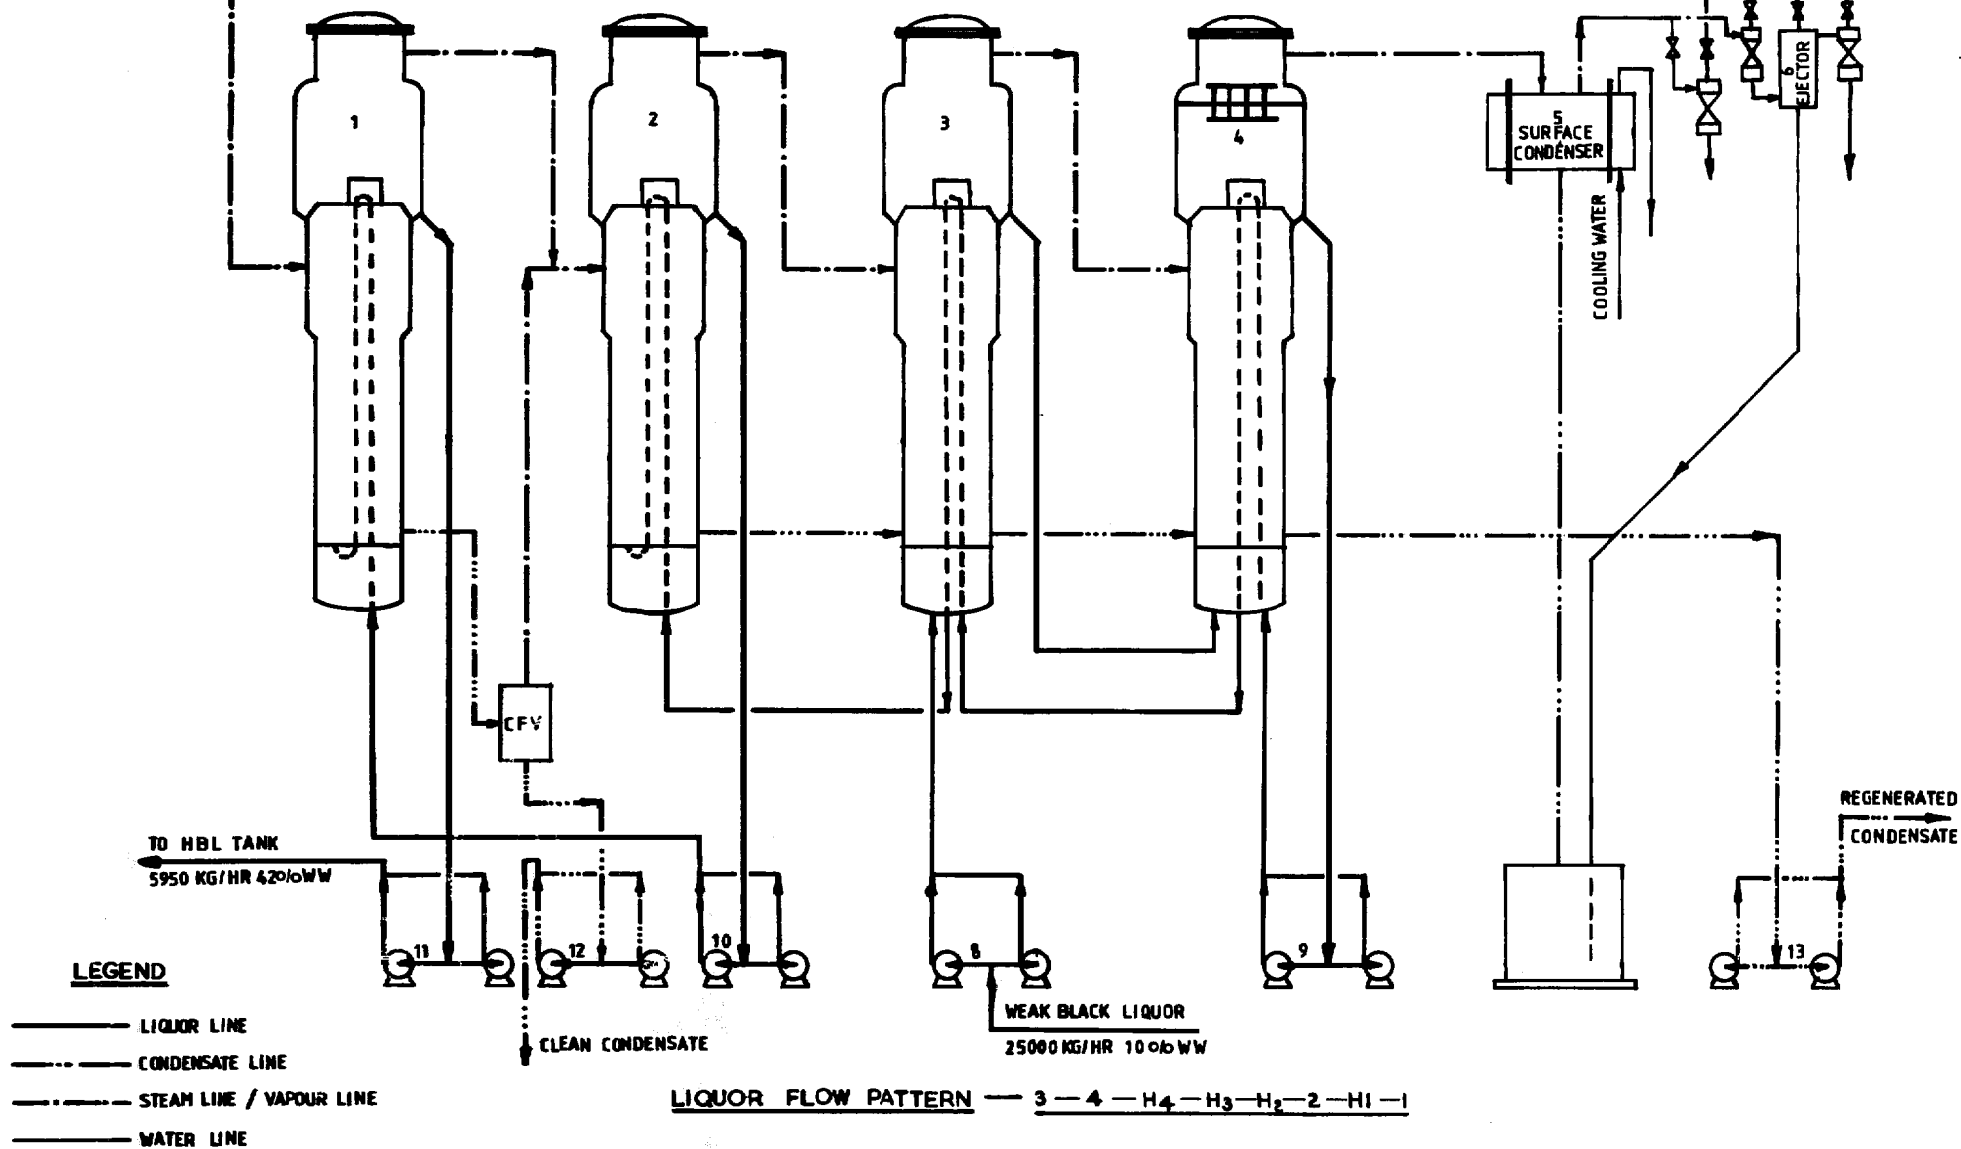 1
2
3
4
5
SURFACE
CONDENSER
6
EJECTOR
COOLING WATER
CFV
TO HBL TANK
5950 KG/HR 42% WW
REGENERATED
CONDENSATE
11
12
10
8
9
13
WEAK BLACK LIQUOR
25000 KG/HR 10% WW
CLEAN CONDENSATE
LEGEND
LIQUOR LINE
CONDENSATE LINE
STEAM LINE / VAPOUR LINE
WATER LINE
LIQUOR FLOW PATTERN — 3 — 4 — H4 — H3 — H2 — 2 — H1 — 1